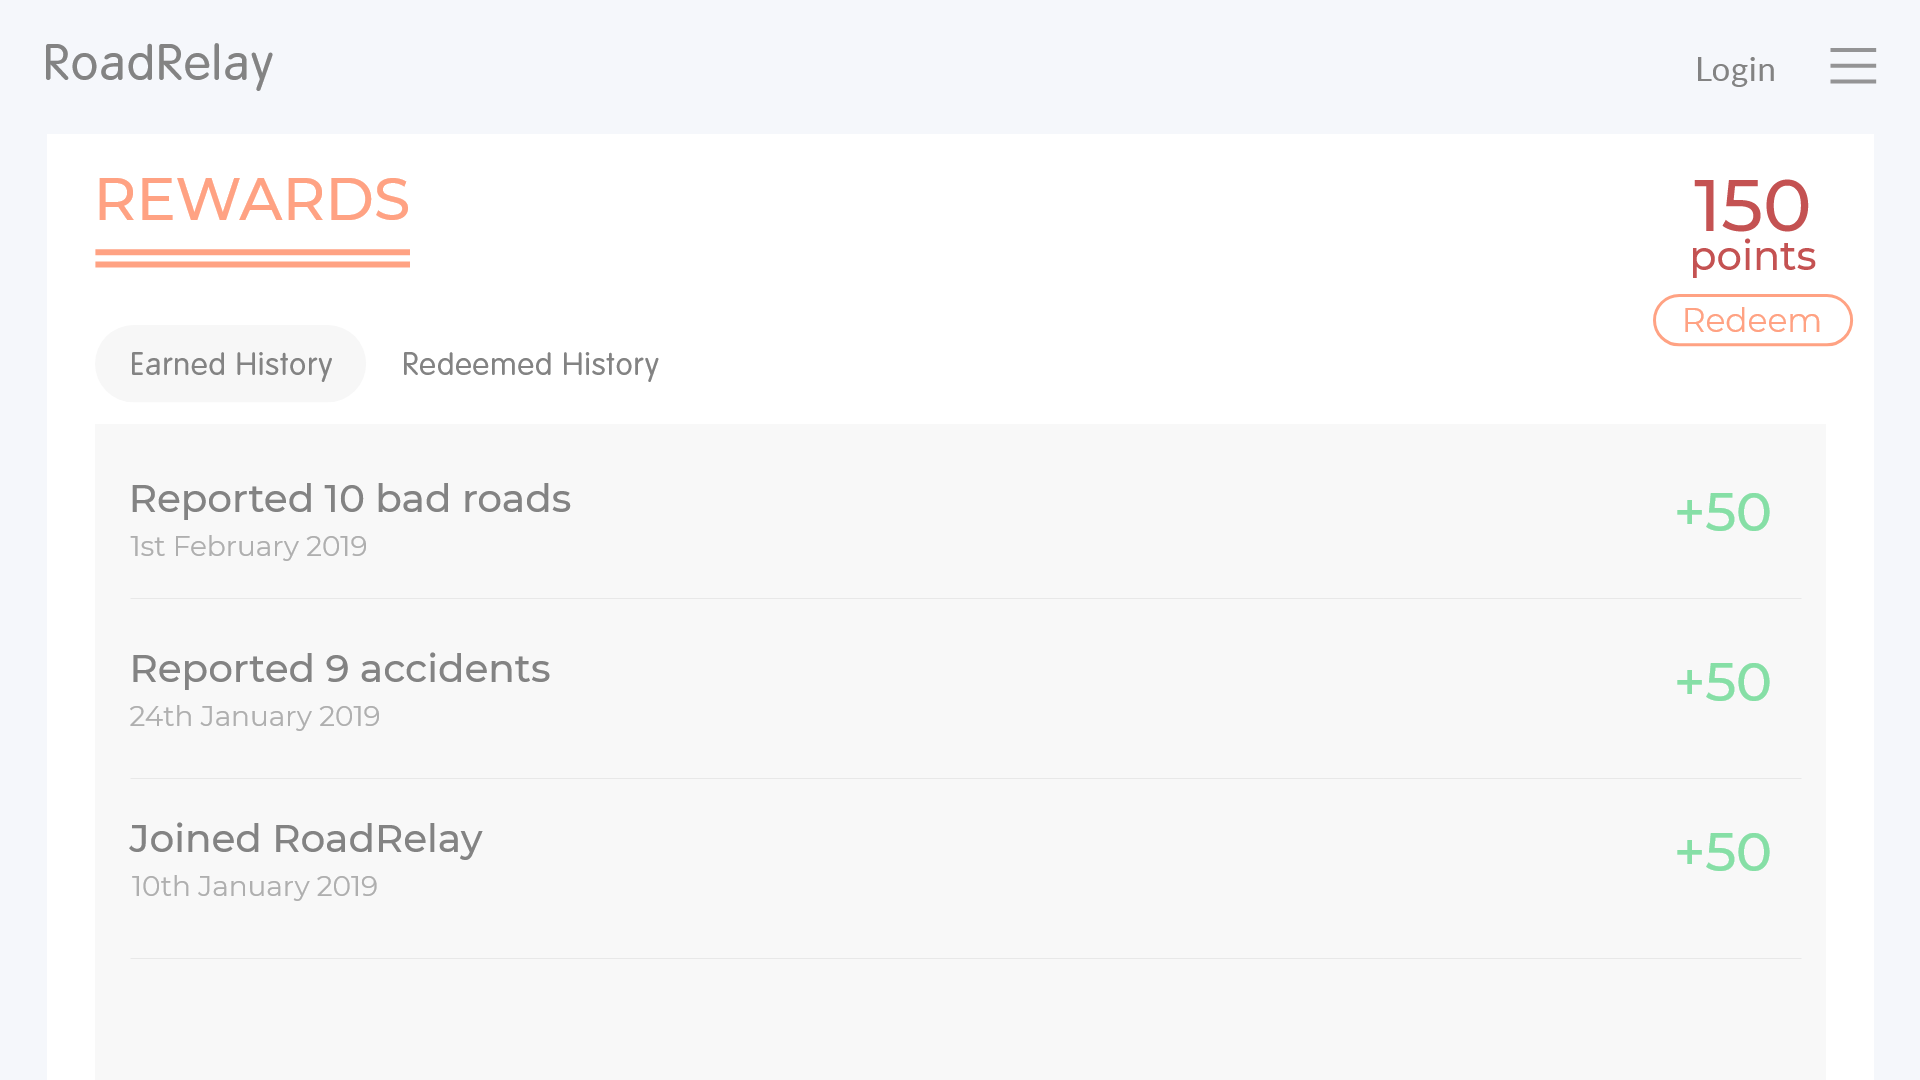 RoadRelay
Login
REWARDS
150
points
Redeem
Earned History
Redeemed History
Reported 10 bad roads
1st February 2019
+50
Reported 9 accidents
24th January 2019
+50
Joined RoadRelay
10th January 2019
+50